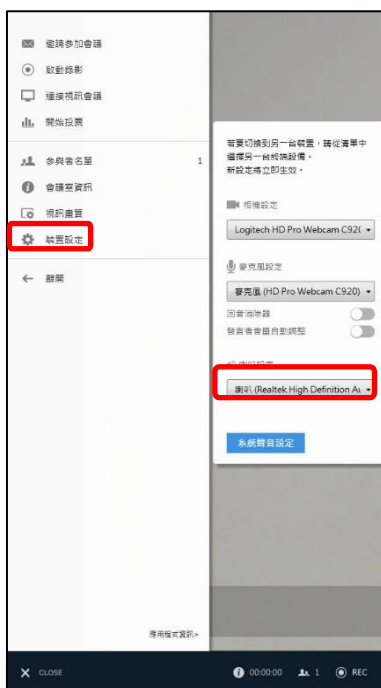 邀請參加會議
啟動錄影
連接視訊會議
開始投票
參與者名單 1
會議室資訊
視訊畫質
裝置設定
離開
應用程式資訊>
若要切換到另一台裝置，請從清單中
選擇另一台終端設備。
新設定將立即生效。
相機設定
Logitech HD Pro Webcam C92(
麥克風設定
麥克風 (HD Pro Webcam C920)
回音消除器
發言者音量自動調整
喇叭設定
喇叭 (Realtek High Definition Au
系統聲音設定
CLOSE
00:00:00 1 REC